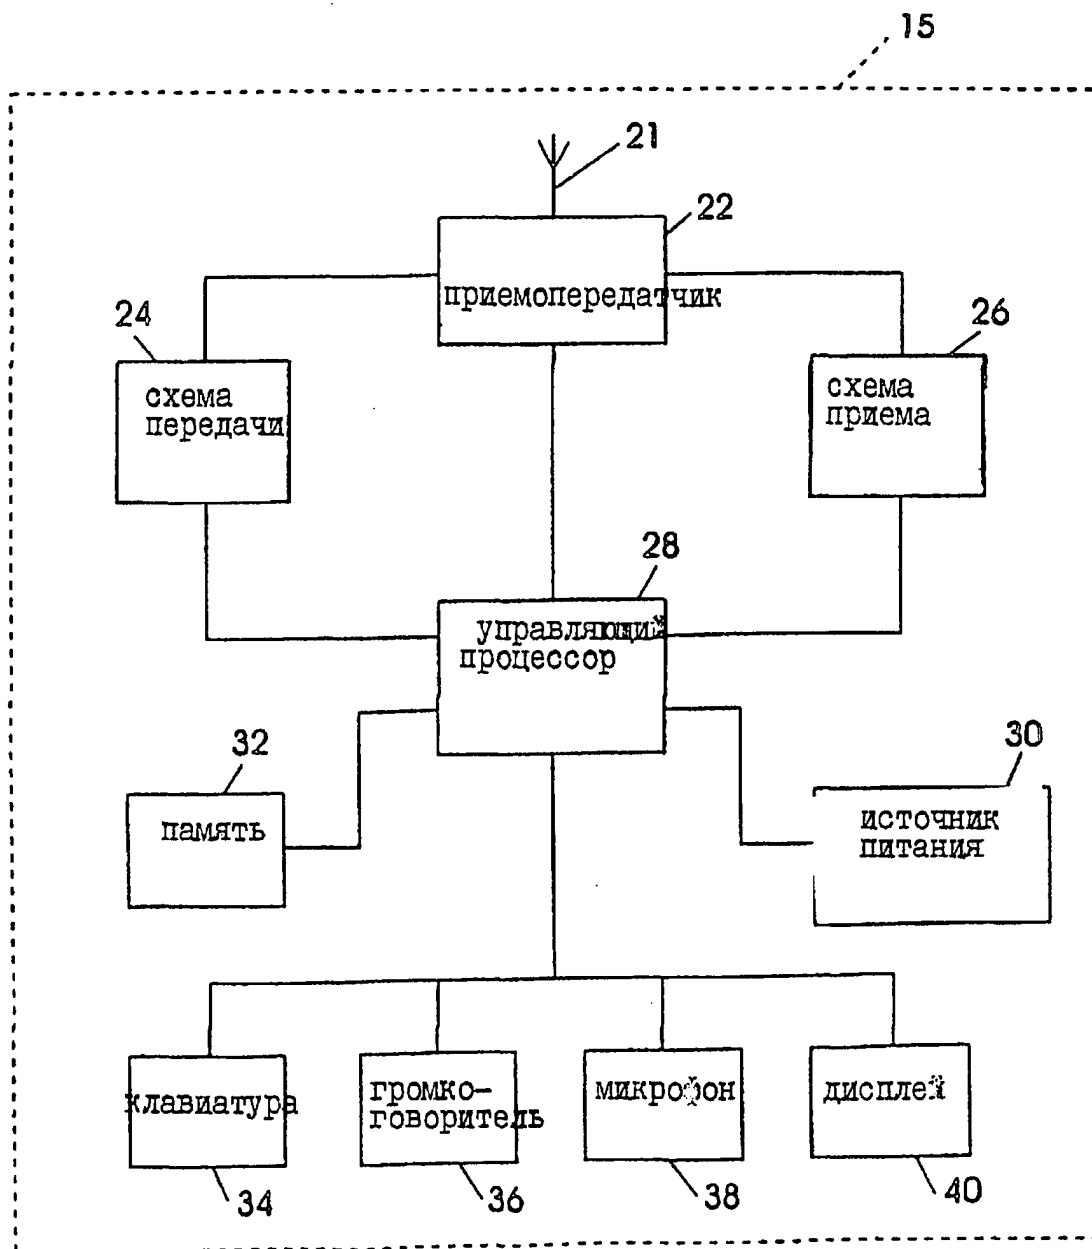 15
21
22
приемопередатчик
24
схема
передачи
26
схема
приема
28
управляющий
процессор
32
память
30
источник
питания
клавиатура
34
громко-
говоритель
36
микрофон
38
дисплей
40